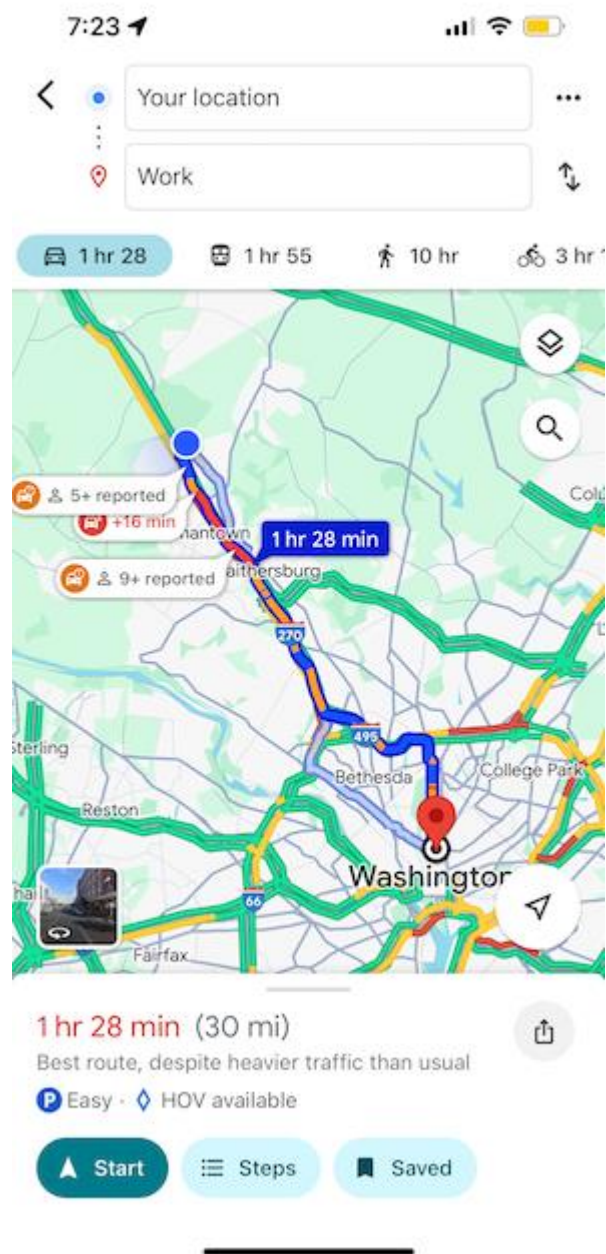 7:23
Your location
Work
1 hr 28
1 hr 55
10 hr
3 hr
5+ reported
+16 min
mantown
1 hr 28 min
9+ reported
aithersburg
270
495
Bethesda
College Park
Sterling
Reston
Washington
66
Fairfax
1 hr 28 min (30 mi)
Best route, despite heavier traffic than usual
P Easy · HOV available
Start
Steps
Saved